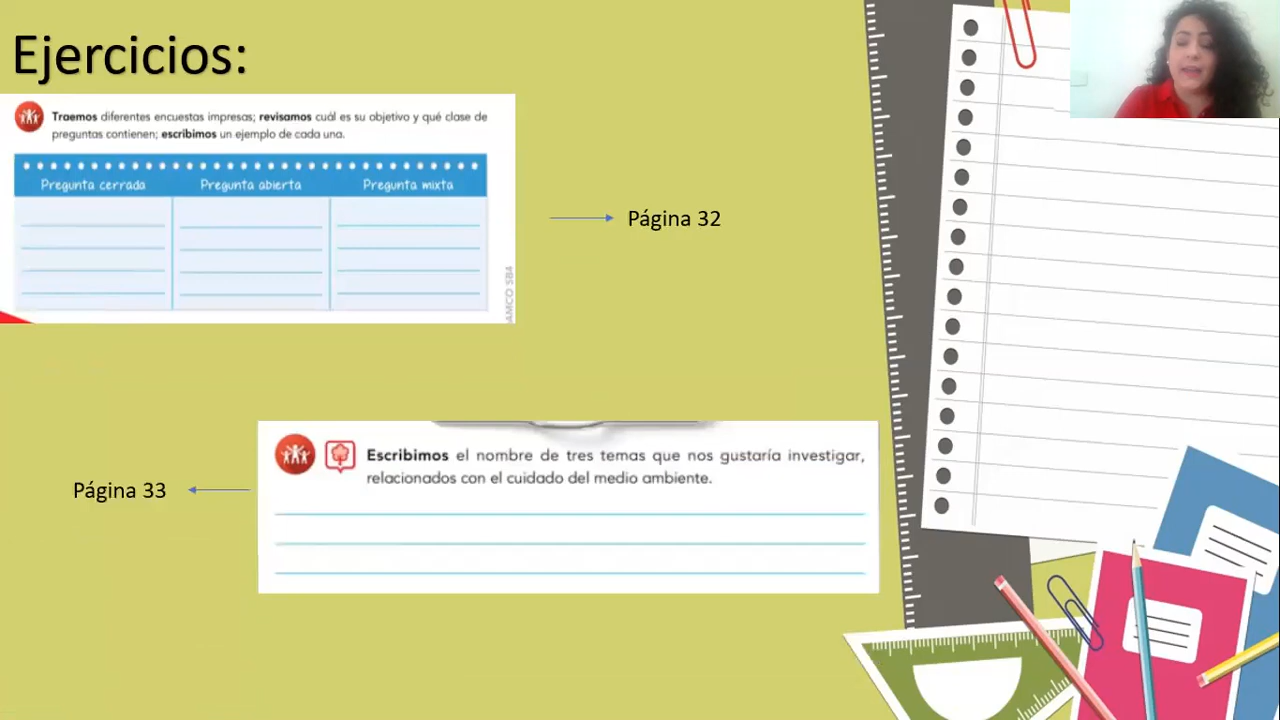 Ejercicios:
Traemos diferentes encuestas impresas; revisamos cuál es su objetivo y qué clase de
preguntas contienen; escribimos un ejemplo de cada una.
Pregunta cerrada
Pregunta abierta
Pregunta mixta
AMCO SB4
Página 32
Escribimos el nombre de tres temas que nos gustaría investigar,
relacionados con el cuidado del medio ambiente.
Página 33